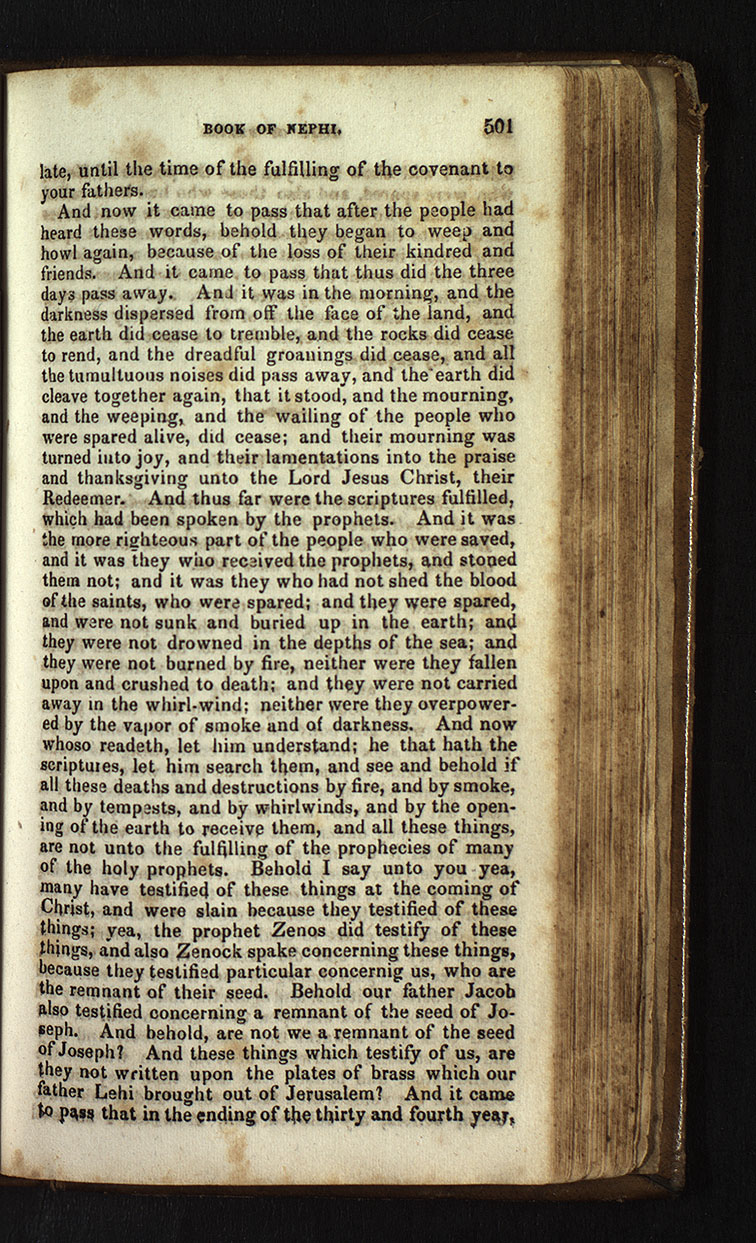 BOOK OF NEPHI. 501
late, until the time of the fulfilling of the covenant to
your fathers.
And now it came to pass that after the people had
heard these words, behold they began to weep and
howl again, because of the loss of their kindred and
friends. And it came to pass that thus did the three
days pass away. And it was in the morning, and the
darkness dispersed from off the face of the land, and
the earth did cease to tremble, and the rocks did cease
to rend, and the dreadful groanings did cease, and all
the tumultuous noises did pass away, and the earth did
cleave together again, that it stood, and the mourning,
and the weeping, and the wailing of the people who
were spared alive, did cease; and their mourning was
turned into joy, and their lamentations into the praise
and thanksgiving unto the Lord Jesus Christ, their
Redeemer. And thus far were the scriptures fulfilled,
which had been spoken by the prophets. And it was
the more righteous part of the people who were saved,
and it was they who received the prophets, and stoned
them not; and it was they who had not shed the blood
of the saints, who were spared; and they were spared,
and were not sunk and buried up in the earth; and
they were not drowned in the depths of the sea; and
they were not burned by fire, neither were they fallen
upon and crushed to death; and they were not carried
away in the whirl-wind; neither were they overpower-
ed by the vapor of smoke and of darkness. And now
whoso readeth, let him understand; he that hath the
scriptures, let him search them, and see and behold if
all these deaths and destructions by fire, and by smoke,
and by tempests, and by whirlwinds, and by the open-
ing of the earth to receive them, and all these things,
are not unto the fulfilling of the prophecies of many
of the holy prophets. Behold I say unto you yea,
many have testified of these things at the coming of
Christ, and were slain because they testified of these
things; yea, the prophet Zenos did testify of these
things, and also Zenock spake concerning these things,
because they testified particular concernig us, who are
the remnant of their seed. Behold our father Jacob
also testified concerning a remnant of the seed of Jo-
seph. And behold, are not we a remnant of the seed
of Joseph? And these things which testify of us, are
they not written upon the plates of brass which our
father Lehi brought out of Jerusalem? And it came
to pass that in the ending of the thirty and fourth year,